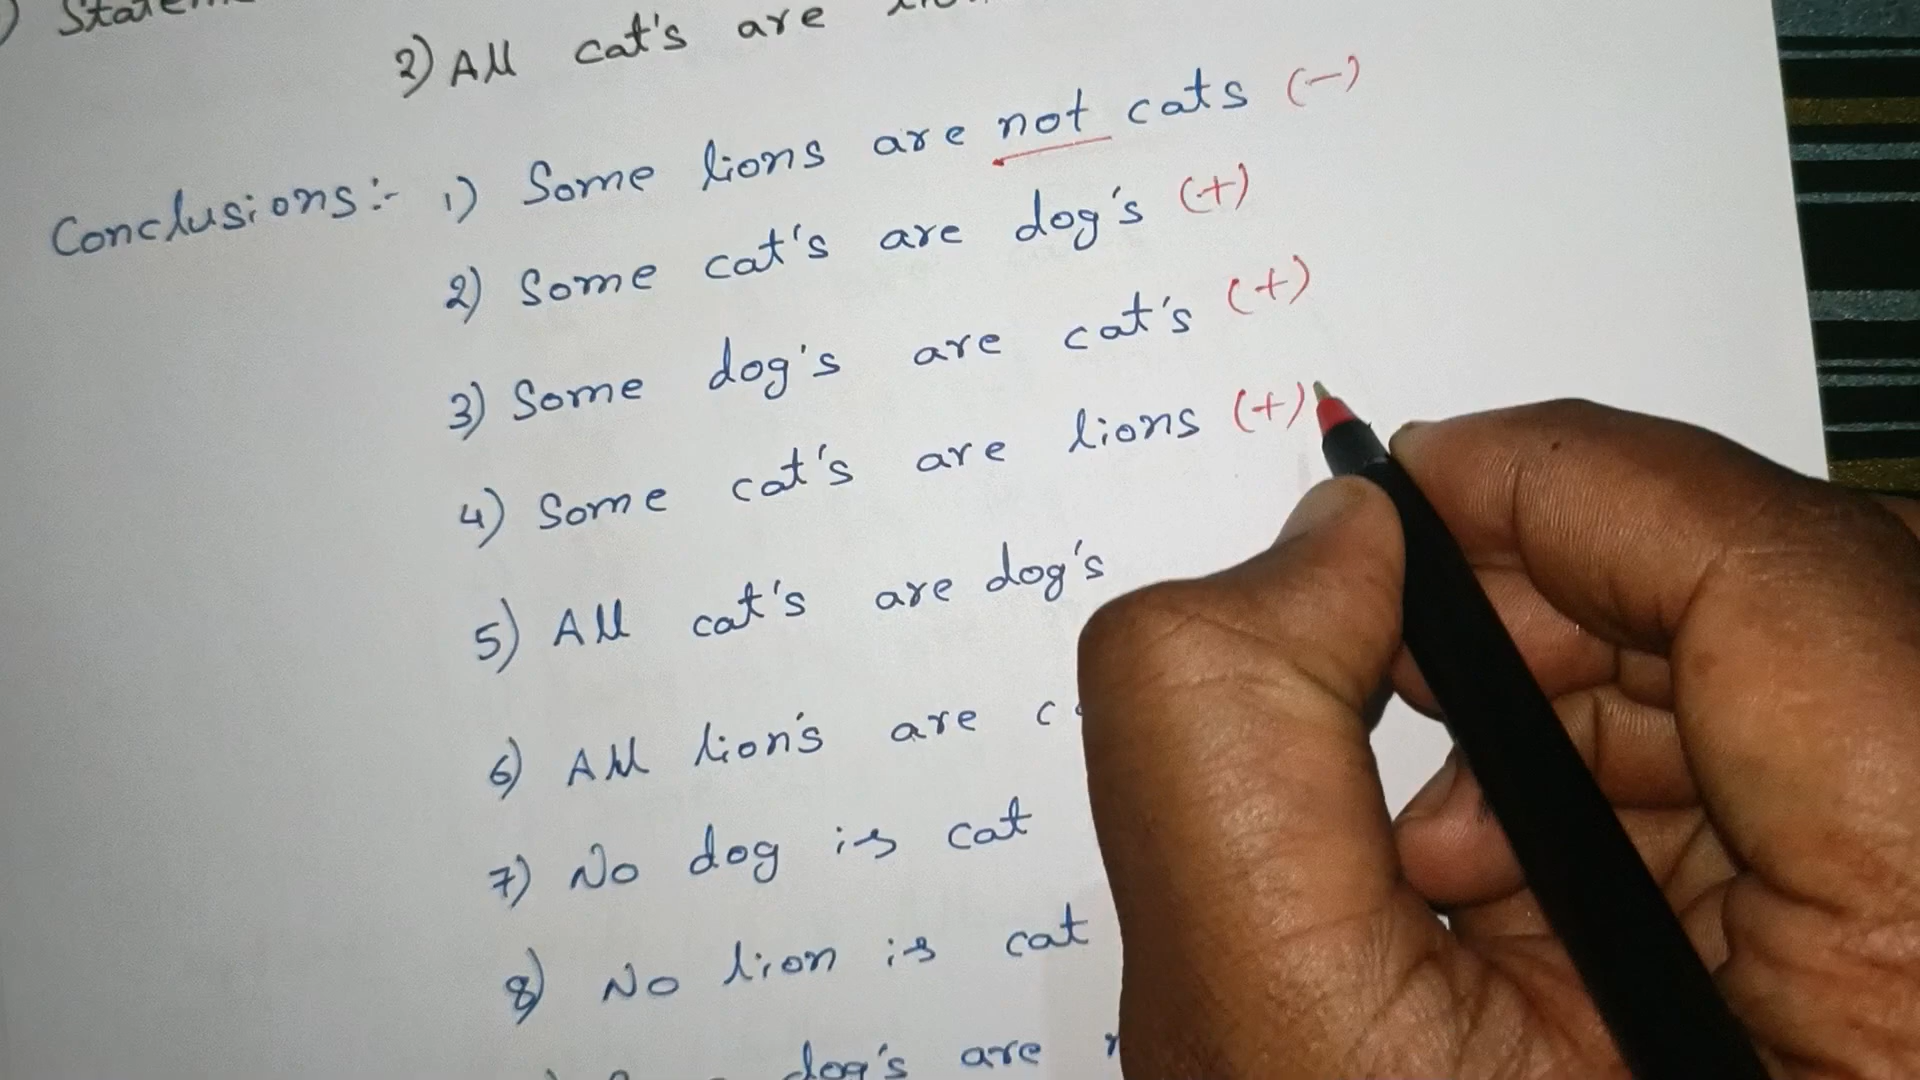 2) All cat's are
Conclusions:- 1) Some lions are not cats (-)
2) Some cat's are dog's (+)
3) Some dog's are cat's (+)
4) Some cat's are lions (+)
5) All cat's are dog's
6) All lion's are
7) No dog is cat
8) No lion is cat
dog's are